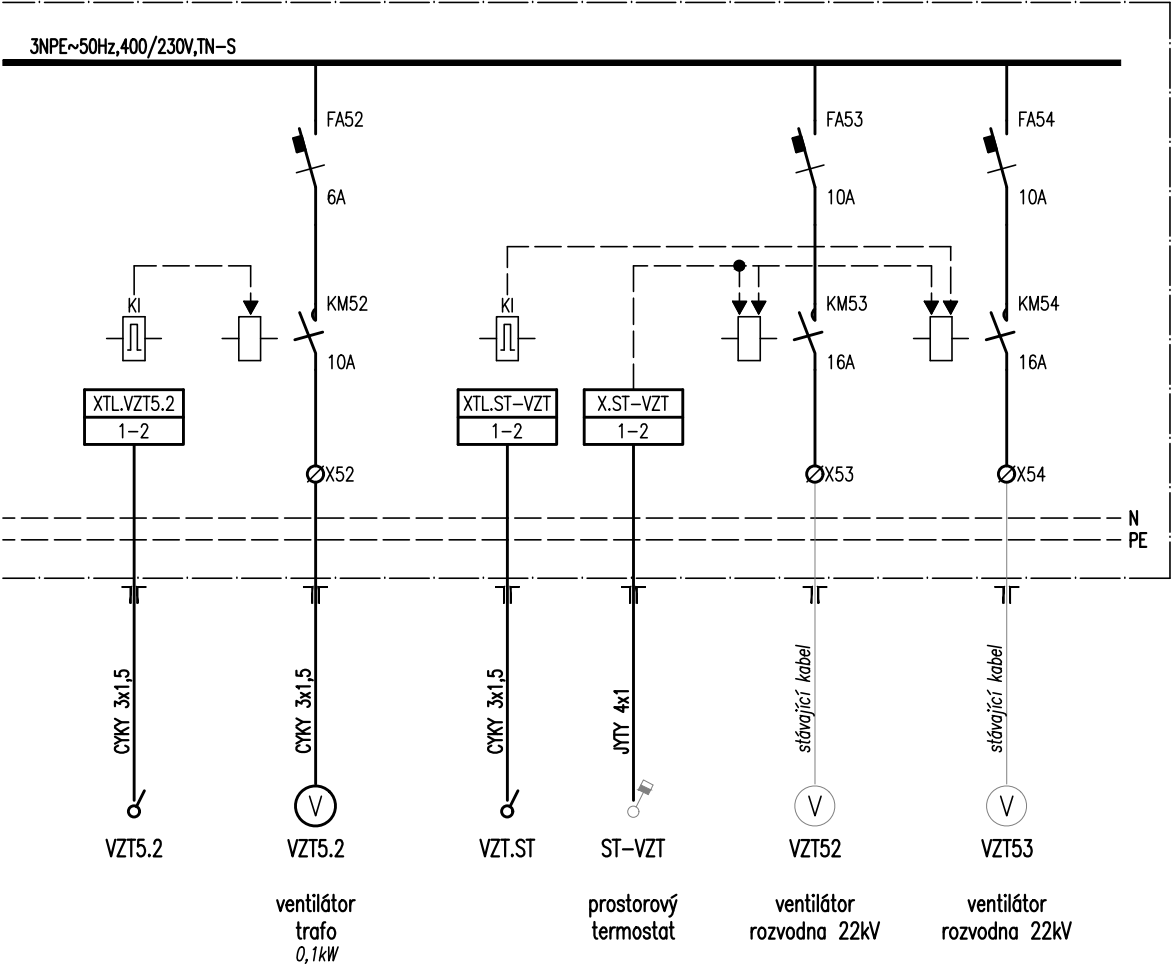 3NPE~50Hz,400/230V,TN-S
FA52
FA53
FA54
6A
10A
10A
KI
KM52
KI
KM53
KM54
10A
16A
16A
XTL.VZT5.2
XTL.ST-VZT
X.ST-VZT
1-2
1-2
1-2
X52
X53
X54
N
PE
CYKY 3x1,5
CYKY 3x1,5
CYKY 3x1,5
JYTY 4x1
stávající kabel
stávající kabel
V
V
V
VZT5.2
VZT5.2
VZT.ST
ST-VZT
VZT52
VZT53
ventilátor
trafo
0,1kW
prostorový
termostat
ventilátor
rozvodna 22kV
ventilátor
rozvodna 22kV